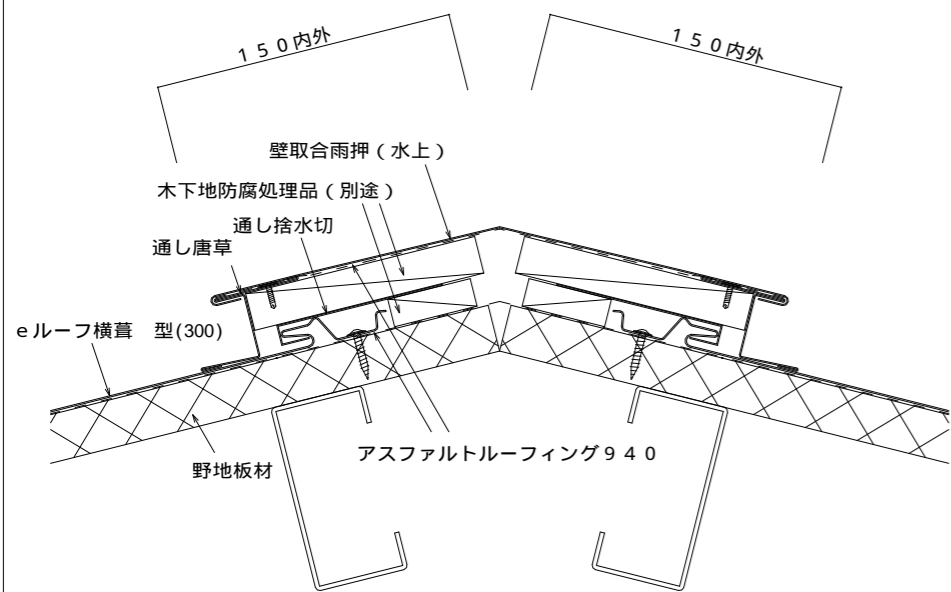 １５０内外
１５０内外
壁取合雨押（水上）
木下地防腐処理品（別途）
通し捨水切
通し唐草
ｅルーフ横葺　型(300)
アスファルトルーフィング９４０
野地板材